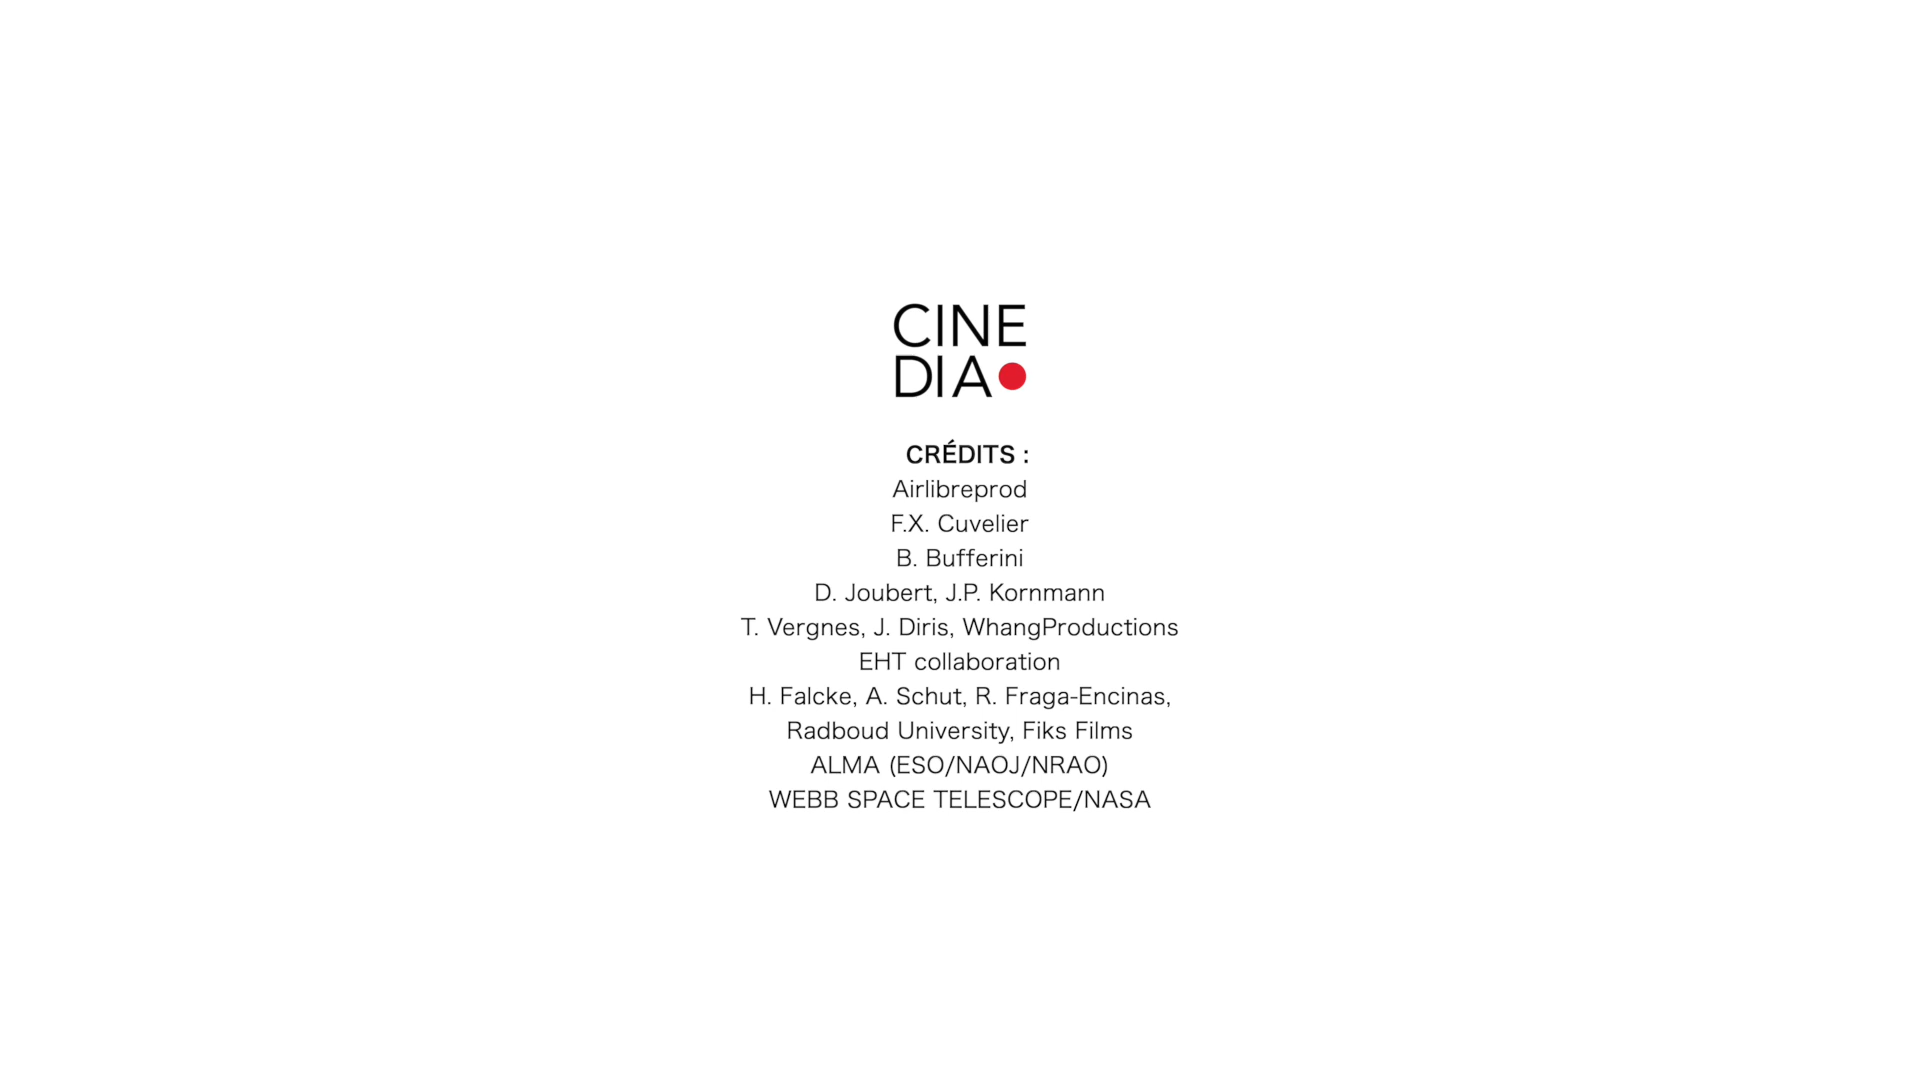 CINE
DIA
CRÉDITS :
Airlibreprod
F.X. Cuvelier
B. Bufferini
D. Joubert, J.P. Kornmann
T. Vergnes, J. Diris, WhangProductions
EHT collaboration
H. Falcke, A. Schut, R. Fraga-Encinas,
Radboud University, Fiks Films
ALMA (ESO/NAOJ/NRAO)
WEBB SPACE TELESCOPE/NASA